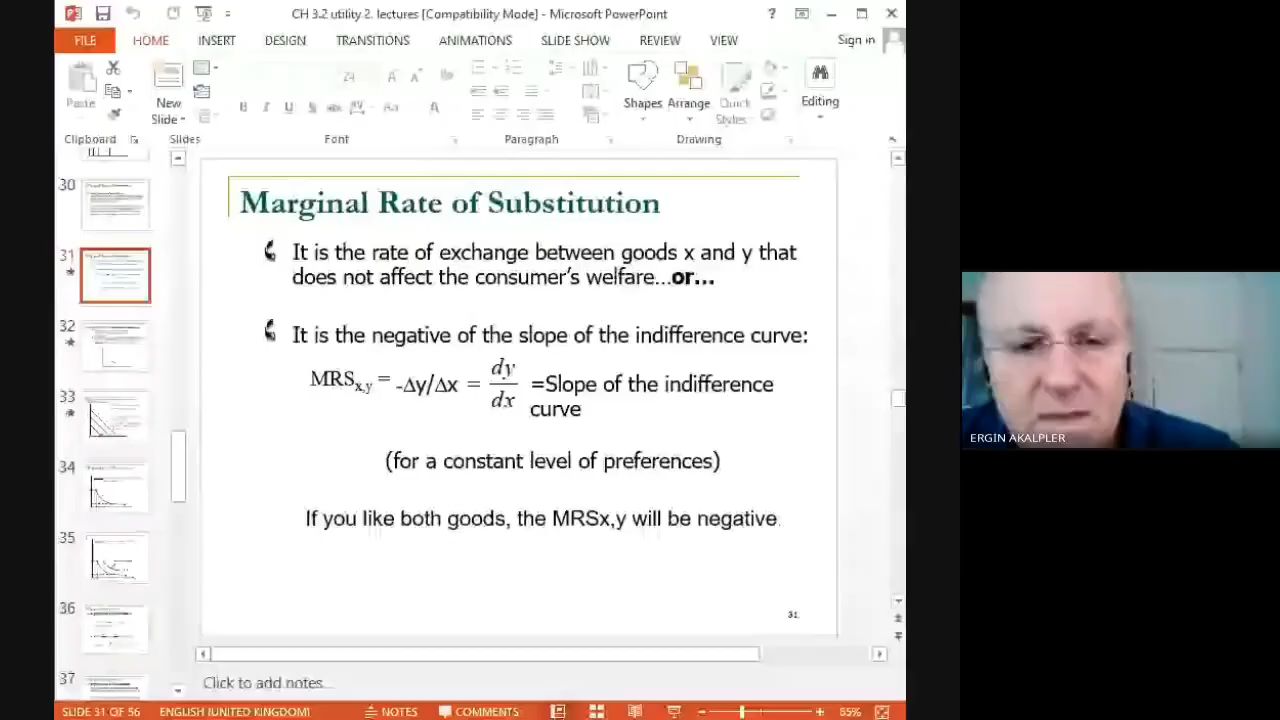 CH 3.2 utility 2. lectures [Compatibility Mode] - Microsoft PowerPoint
?
FILE
HOME
INSERT
DESIGN
TRANSITIONS
ANIMATIONS
SLIDE SHOW
REVIEW
VIEW
Sign in
Paste
New
Slide
24
Shapes
Arrange
Quick
Styles
Editing
Clipboard
Slides
Font
Paragraph
Drawing
30
31
32
33
34
35
36
37
Marginal Rate of Substitution
It is the rate of exchange between goods x and y that
does not affect the consumer's welfare...or...
It is the negative of the slope of the indifference curve:
MRSx,y = -Δy/Δx = dy/dx =Slope of the indifference
curve
(for a constant level of preferences)
If you like both goods, the MRSx,y will be negative.
31
Click to add notes
ERGIN AKALPLER
SLIDE 31 OF 56
ENGLISH (UNITED KINGDOM)
NOTES
COMMENTS
55%